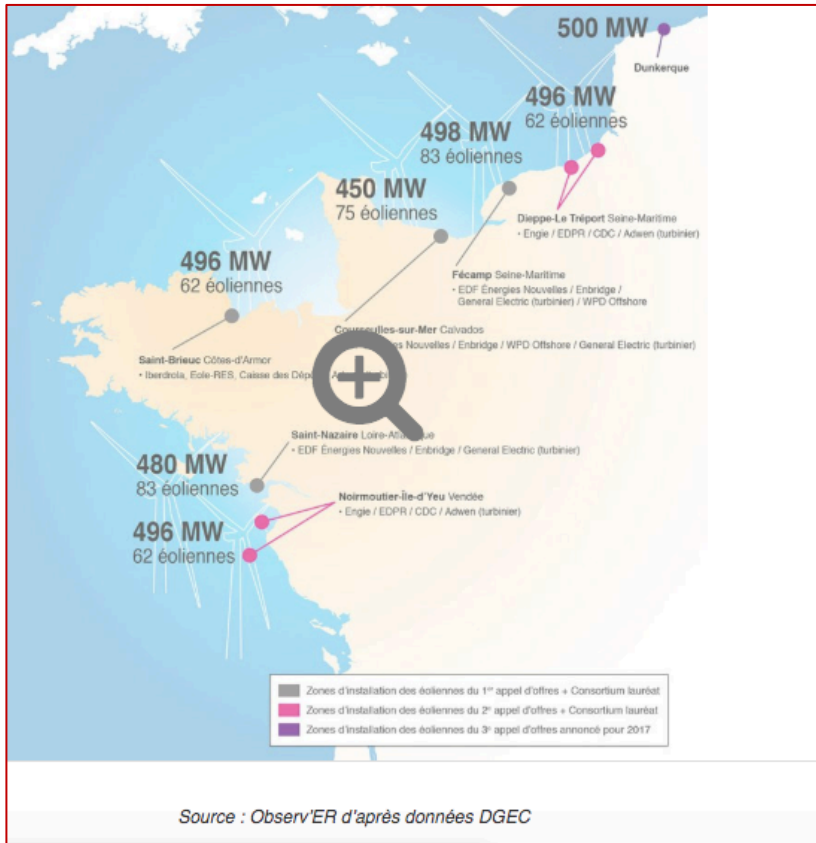 500 MW
Dunkerque
496 MW
62 éoliennes
498 MW
83 éoliennes
450 MW
75 éoliennes
Dieppe-Le Tréport Seine-Maritime
• Engie / EDPR / CDC / Adwen (turbinier)
496 MW
62 éoliennes
Fécamp Seine-Maritime
• EDF Énergies Nouvelles / Enbridge /
General Electric (turbinier) / WPD Offshore
Courseulles-sur-Mer Calvados
Nouvelles / Enbridge / WPD Offshore / General Electric (turbinier)
Saint-Brieuc Côtes-d'Armor
• Iberdrola, Eole-RES, Caisse des
Saint-Nazaire Loire-Atlantique
• EDF Énergies Nouvelles / Enbridge / General Electric (turbinier)
480 MW
83 éoliennes
Noirmoutier-Île-d'Yeu Vendée
• Engie / EDPR / CDC / Adwen (turbinier)
496 MW
62 éoliennes
Zones d'installation des éoliennes du 1er appel d'offres + Consortium lauréat
Zones d'installation des éoliennes du 2e appel d'offres + Consortium lauréat
Zones d'installation des éoliennes du 3e appel d'offres annoncé pour 2017
Source : Observ'ER d'après données DGEC